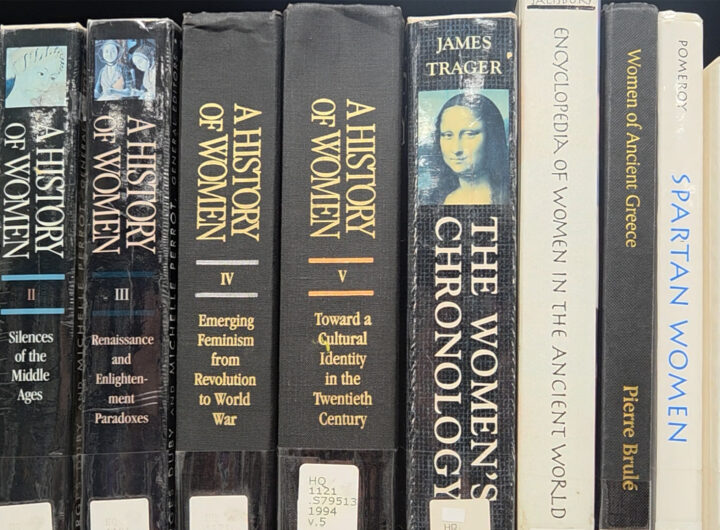 A HISTORY
OF WOMEN
II
Silences
of the
Middle
Ages
A HISTORY
OF WOMEN
III
Renaissance
and
Enlighten-
ment
Paradoxes
A HISTORY
OF WOMEN
IV
Emerging
Feminism
from
Revolution
to World
War
A HISTORY
OF WOMEN
V
Toward a
Cultural
Identity
in the
Twentieth
Century
HQ
1121
.S79513
1994
v.5
JAMES
TRAGER
THE WOMEN'S
CHRONOLOGY
HQ
SALISBURY
ENCYCLOPEDIA OF WOMEN IN THE ANCIENT WORLD
Women of Ancient Greece
Pierre Brulé
POMEROY
SPARTAN WOMEN